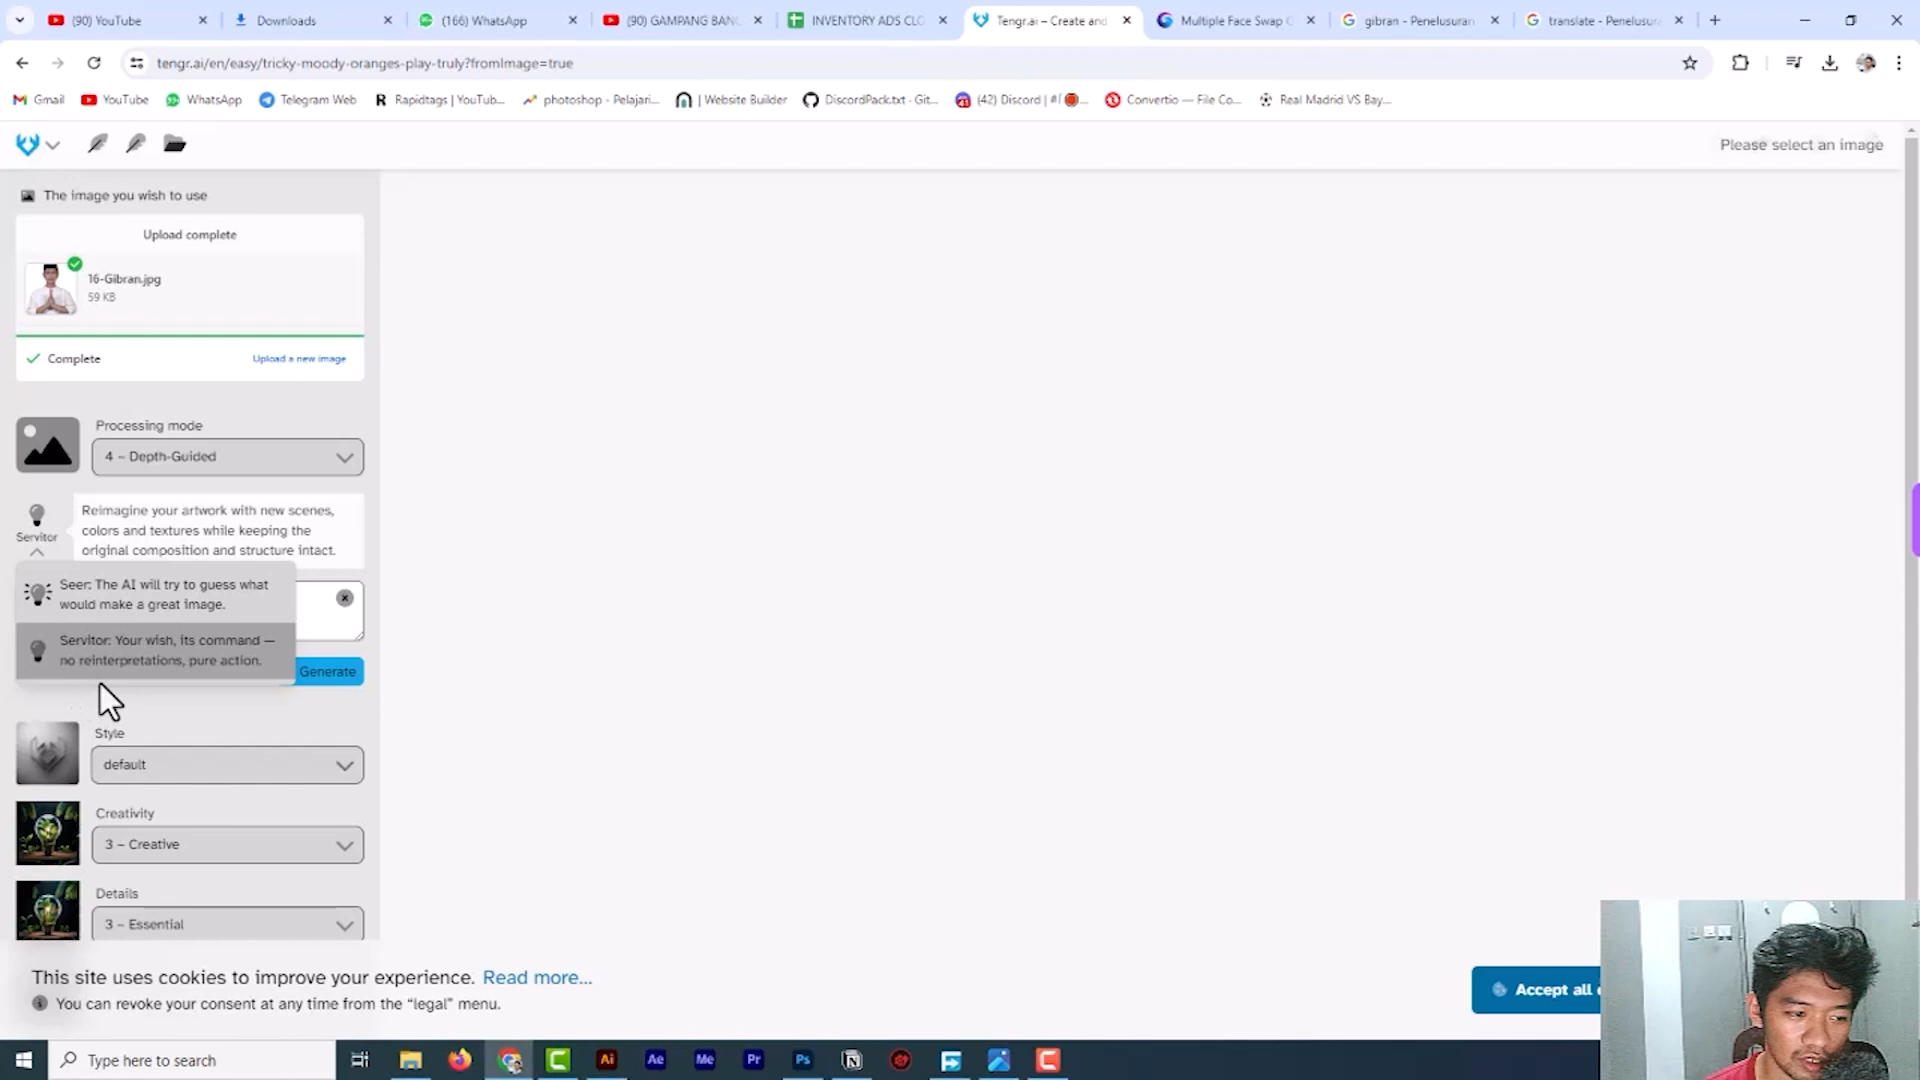 (90) YouTube
Downloads
(166) WhatsApp
(90) GAMPANG BAN
INVENTORY ADS CLO
Tengr.ai – Create and
Multiple Face Swap
gibran - Penelusuran
translate - Penelusur
tengr.ai/en/easy/tricky-moody-oranges-play-truly?fromImage=true
Gmail
YouTube
WhatsApp
Telegram Web
Rapidtags | YouTub...
photoshop - Pelajari...
| Website Builder
DiscordPack.txt - Git...
(42) Discord |
Convertio — File Co...
Real Madrid VS Bay...
Please select an image
The image you wish to use
Upload complete
16-Gibran.jpg
59 KB
Complete
Upload a new image
Processing mode
4 – Depth-Guided
Servitor
Reimagine your artwork with new scenes,
colors and textures while keeping the
original composition and structure intact.
Seer: The AI will try to guess what
would make a great image.
Servitor: Your wish, its command —
no reinterpretations, pure action.
Generate
Style
default
Creativity
3 – Creative
Details
3 – Essential
This site uses cookies to improve your experience. Read more...
You can revoke your consent at any time from the “legal” menu.
Accept all
Type here to search
Ai
Ae
Me
Pr
Ps